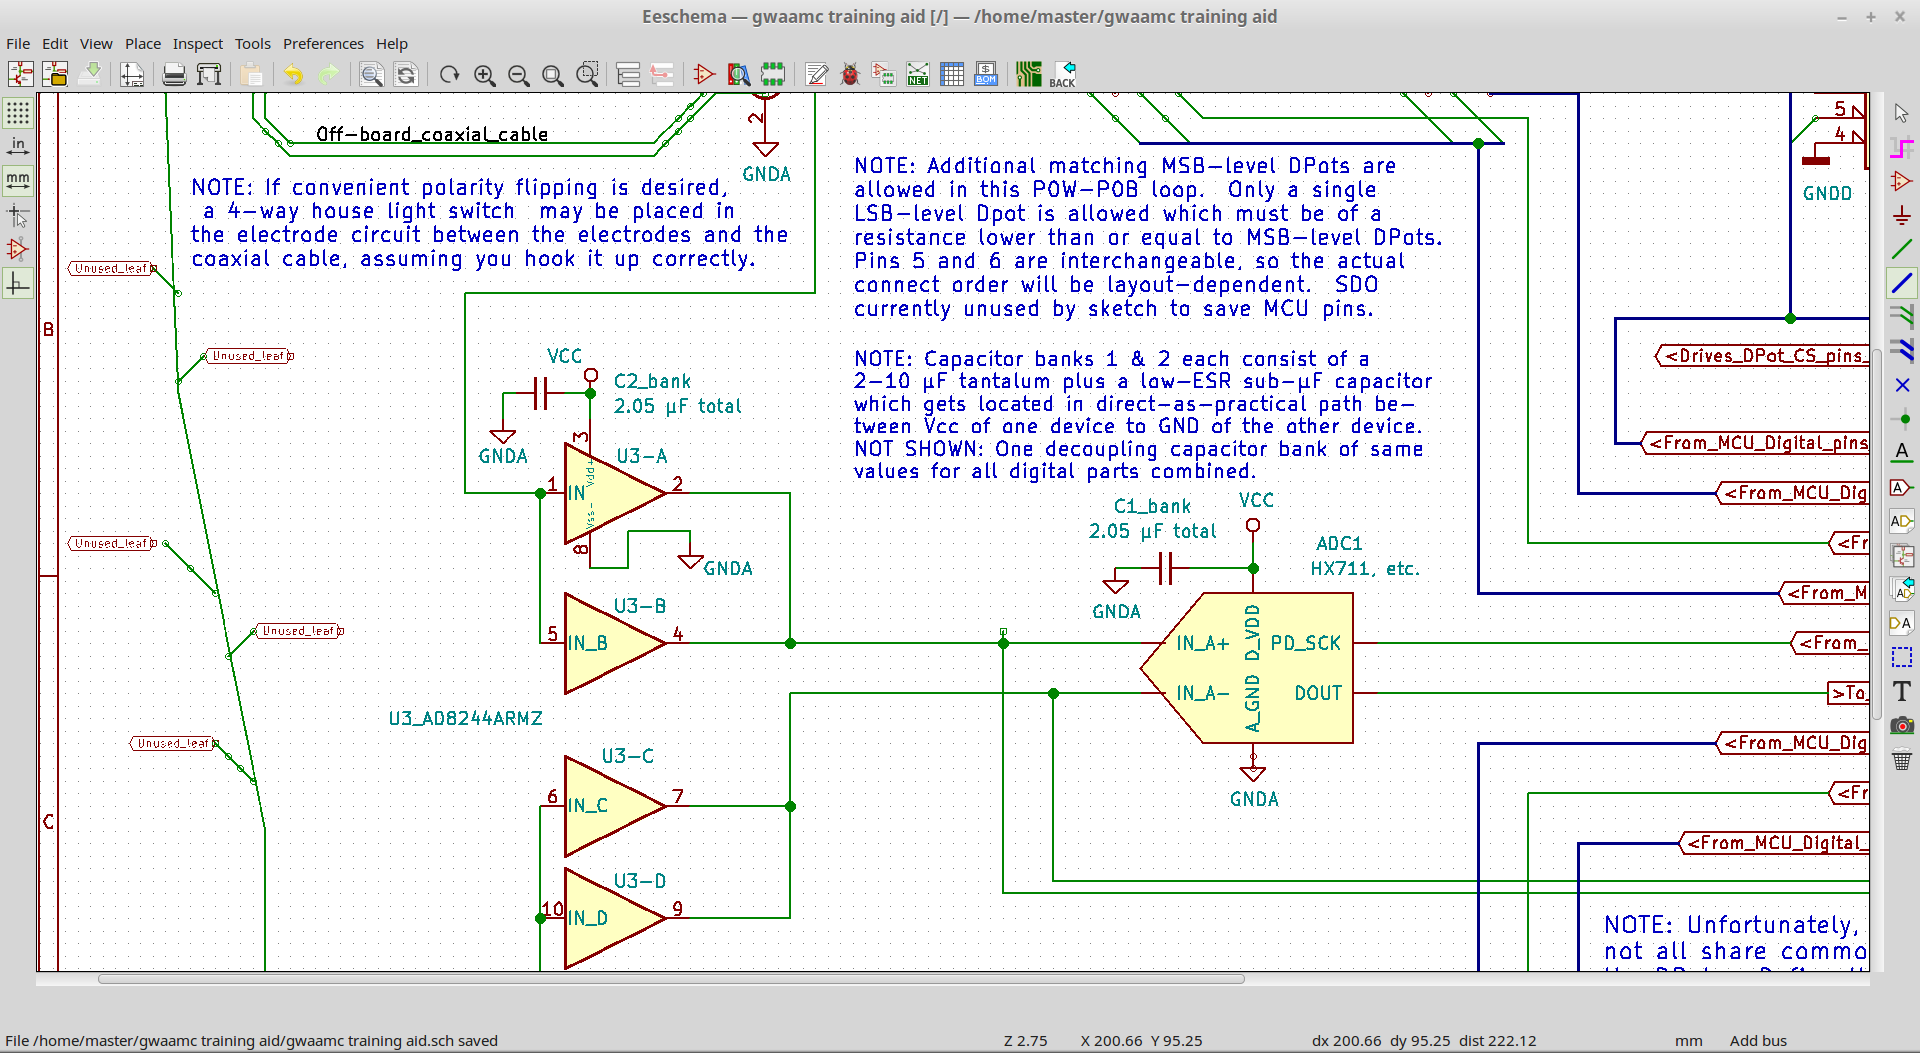 Eeschema — gwaamc training aid [/] — /home/master/gwaamc training aid
File Edit View Place Inspect Tools Preferences Help
NET
BOM
BACK
in
mm
Off-board_coaxial_cable
2
GNDA
NOTE: If convenient polarity flipping is desired,
a 4-way house light switch may be placed in
the electrode circuit between the electrodes and the
coaxial cable, assuming you hook it up correctly.
NOTE: Additional matching MSB-level DPots are
allowed in this P0W-P0B loop. Only a single
LSB-level Dpot is allowed which must be of a
resistance lower than or equal to MSB-level DPots.
Pins 5 and 6 are interchangeable, so the actual
connect order will be layout-dependent. SDO
currently unused by sketch to save MCU pins.
NOTE: Capacitor banks 1 & 2 each consist of a
2-10 µF tantalum plus a low-ESR sub-µF capacitor
which gets located in direct-as-practical path be-
tween Vcc of one device to GND of the other device.
NOT SHOWN: One decoupling capacitor bank of same
values for all digital parts combined.
5
4
GNDD
B
C
Unused_leaf
Unused_leaf
Unused_leaf
Unused_leaf
Unused_leaf
VCC
C2_bank
2.05 µF total
GNDA
3
U3-A
1
IN
Vdd+
Vss-
2
8
GNDA
U3-B
5
IN_B
4
U3_AD8244ARMZ
U3-C
6
IN_C
7
U3-D
10
IN_D
9
C1_bank
2.05 µF total
VCC
ADC1
HX711, etc.
GNDA
IN_A+
D_VDD
PD_SCK
IN_A-
A_GND
DOUT
GNDA
<Drives_DPot_CS_pins_
<From_MCU_Digital_pins
<From_MCU_Dig
<Fr
<From_M
<From_
>To_
<From_MCU_Dig
<Fr
<From_MCU_Digital_
NOTE: Unfortunately,
not all share commo
A
A
AD
A
DA
T
File /home/master/gwaamc training aid/gwaamc training aid.sch saved
Z 2.75
X 200.66 Y 95.25
dx 200.66 dy 95.25 dist 222.12
mm
Add bus